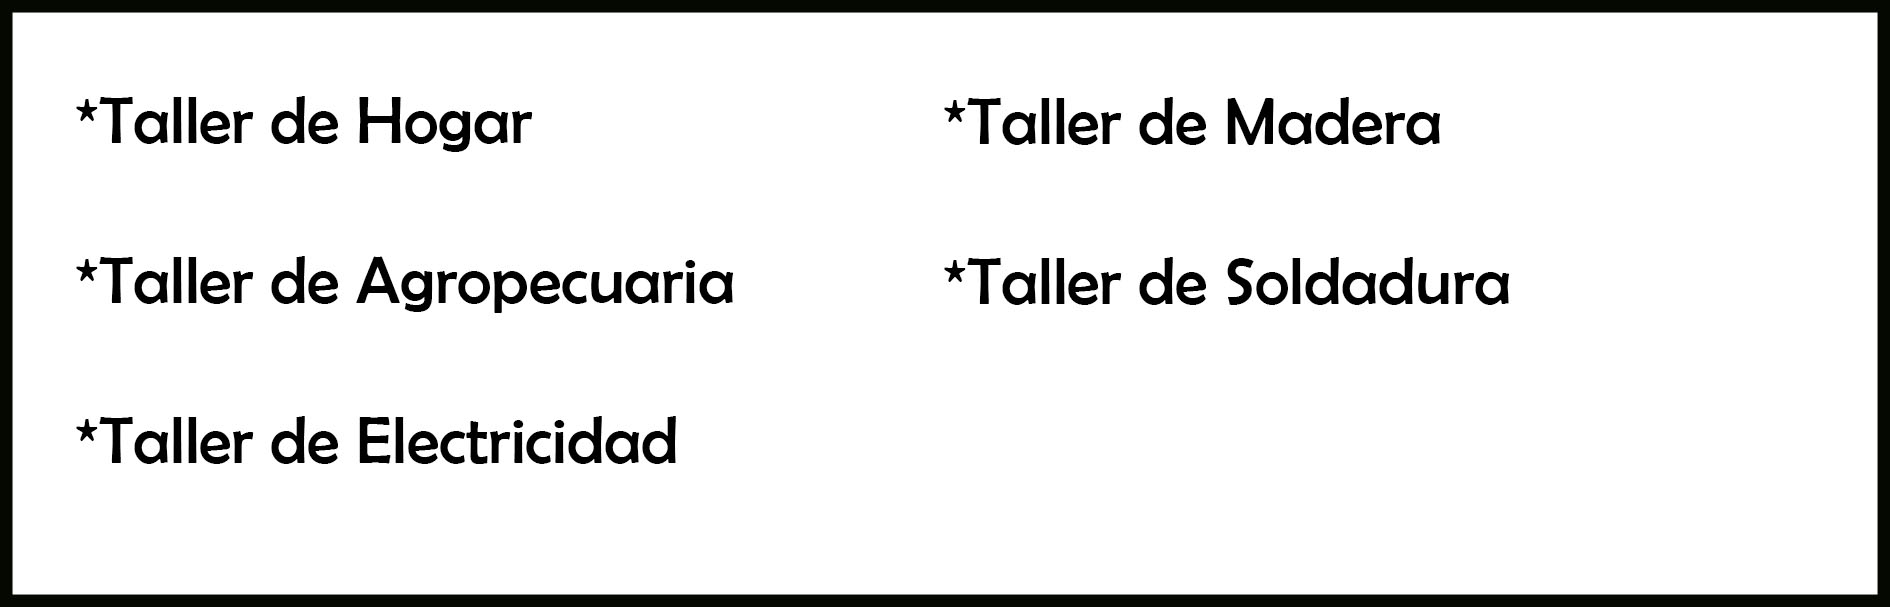 *Taller de Hogar
*Taller de Agropecuaria
*Taller de Electricidad
*Taller de Madera
*Taller de Soldadura